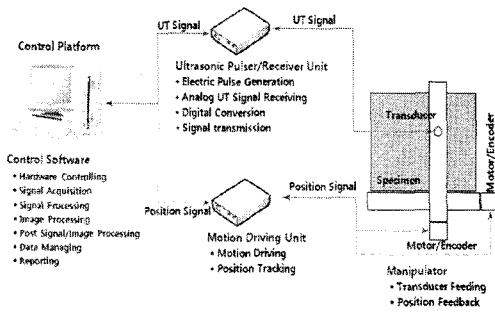 UT Signal
UT Signal
Control Platform
Ultrasonic Pulser/Receiver Unit
• Electric Pulse Generation
• Analog UT Signal Receiving
• Digital Conversion
• Signal transmission
Transducer
Motor/Encoder
Specimen
Control Software
• Hardware Controlling
• Signal Acquisition
• Signal Processing
• Image Processing
• Post Signal/Image Processing
• Data Managing
• Reporting
Position Signal
Position Signal
Motion Driving Unit
• Motion Driving
• Position Tracking
Motor/Encoder
Manipulator
• Transducer Feeding
• Position Feedback